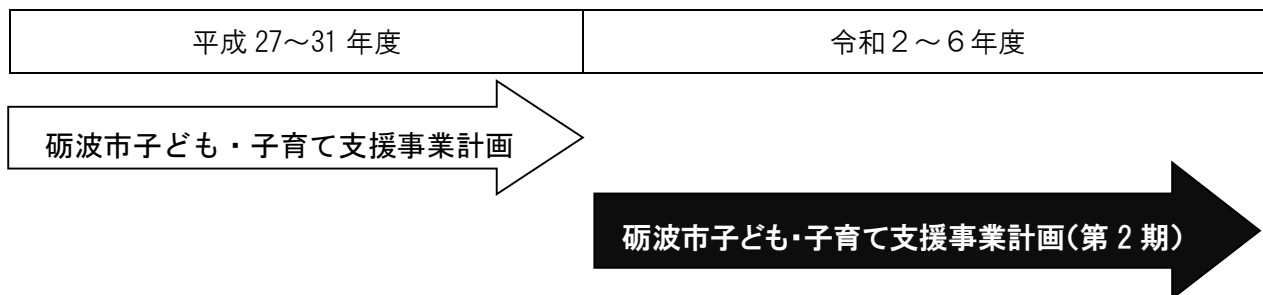 平成 27～31 年度
令和２～６年度
砺波市子ども・子育て支援事業計画
砺波市子ども・子育て支援事業計画（第 2 期）